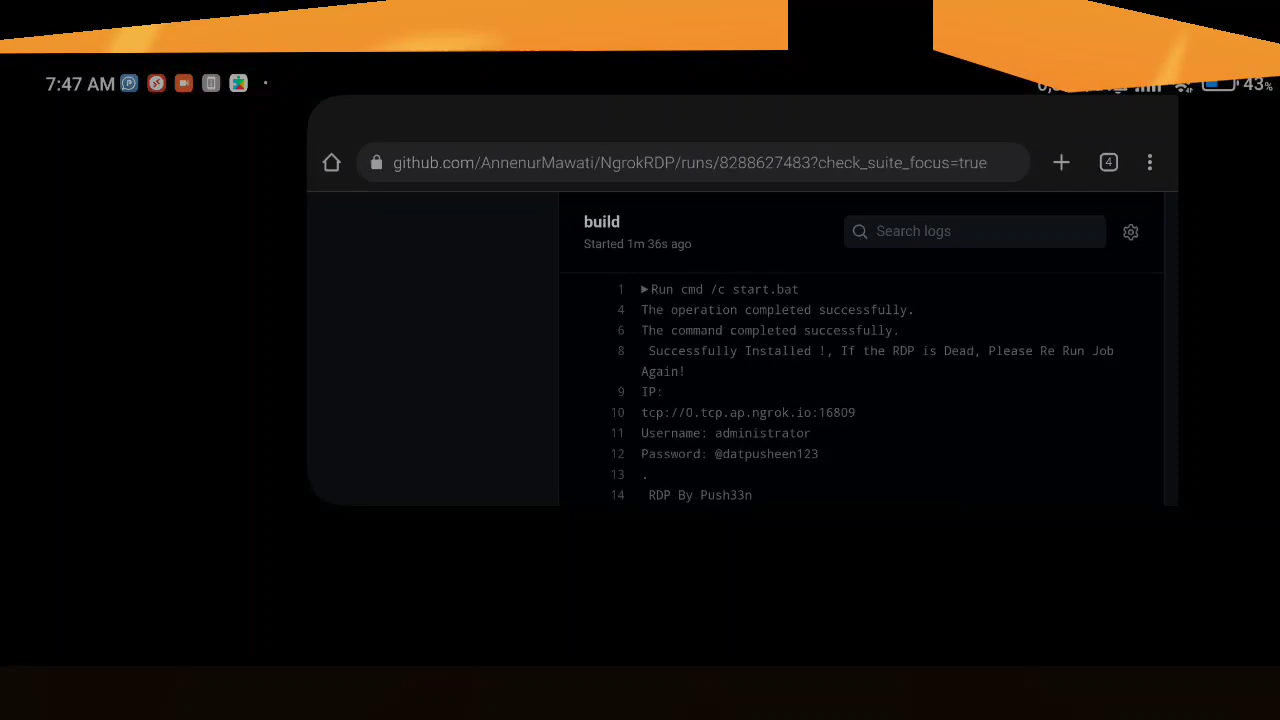 7:47 AM
43%
github.com/AnnenurMawati/NgrokRDP/runs/8288627483?check_suite_focus=true
4
build
Started 1m 36s ago
Search logs
1 Run cmd /c start.bat
4 The operation completed successfully.
6 The command completed successfully.
8 Successfully Installed !, If the RDP is Dead, Please Re Run Job
Again!
9 IP:
10 tcp://0.tcp.ap.ngrok.io:16809
11 Username: administrator
12 Password: @datpusheen123
13 .
14 RDP By Push33n